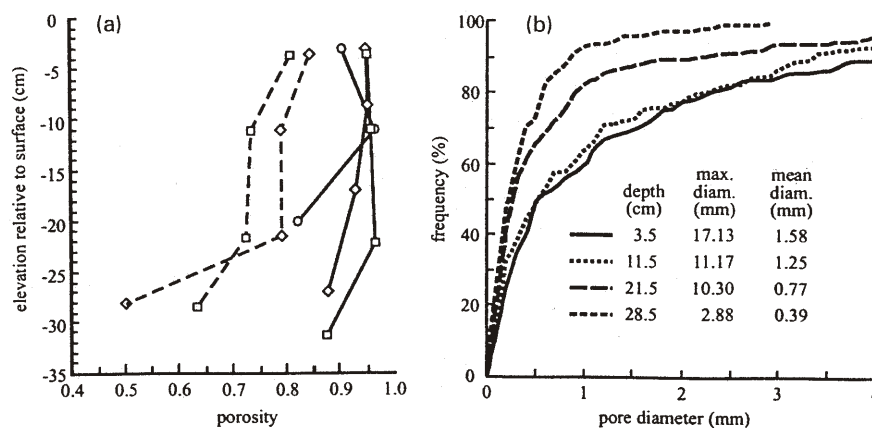 (a)
0
-5
-10
-15
-20
-25
-30
-35
0.4
0.5
0.6
0.7
0.8
0.9
1.0
elevation relative to surface (cm)
porosity
(b)
100
80
60
40
20
0
0
1
2
3
frequency (%)
pore diameter (mm)
depth (cm) max. diam. (mm) mean diam. (mm)
3.5 17.13 1.58
11.5 11.17 1.25
21.5 10.30 0.77
28.5 2.88 0.39